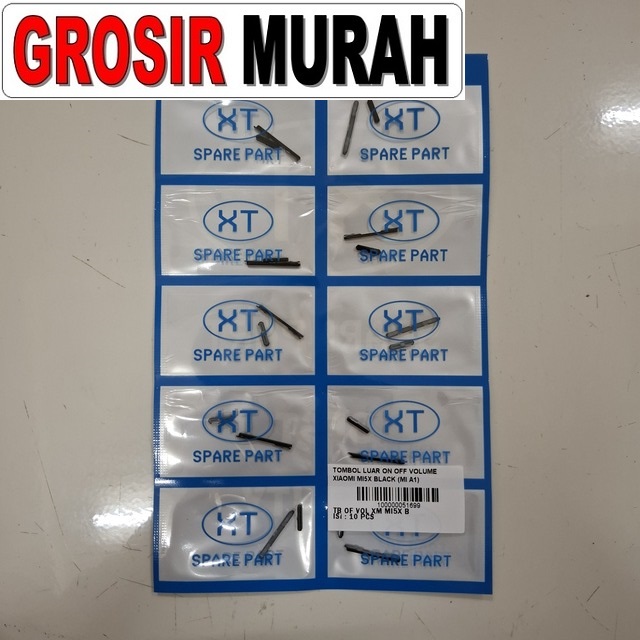 GROSIR MURAH
XT
SPARE PART
XT
SPARE PART
XT
SPARE PART
XT
SPARE PART
XT
SPARE PART
XT
SPARE PART
XT
SPARE PART
XT
SPARE PART
TOMBOL LUAR ON OFF VOLUME
XIAOMI MI5X BLACK (MI A1)
100000051699
TB OF VOL XM MI5X B
ISI : 10 PCS
XT
SPARE PART
SPARE PART